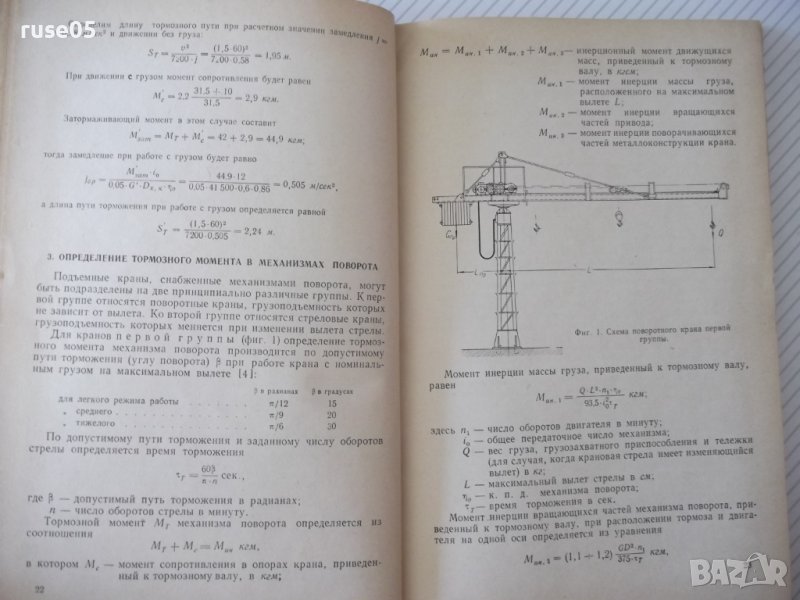 ruse05
длину тормозного пути при расчетном значении замедления j =
и движении без груза:
S_T = v²/7200·j = (1,5·60)²/7200·0,58 = 1,95 м.
При движении с грузом момент сопротивления будет равен
M'_c = 2,2 (31,5 + 10)/31,5 = 2,9 кгм.
Затормаживающий момент в этом случае составит
M'_зат = M_T + M'_c = 42 + 2,9 = 44,9 кгм,
тогда замедление при работе с грузом будет равно
j_ср = M'_зат·i_0/0,05·G'·D_х.к·η_0 = 44,9·12/0,05·41 500·0,6·0,86 = 0,505 м/сек²,
а длина пути торможения при работе с грузом определяется равной
S'_T = (1,5·60)²/7200·0,505 = 2,24 м.
3. ОПРЕДЕЛЕНИЕ ТОРМОЗНОГО МОМЕНТА В МЕХАНИЗМАХ ПОВОРОТА
Подъемные краны, снабженные механизмами поворота, могут
быть подразделены на две принципиально различные группы. К пер-
вой группе относятся поворотные краны, грузоподъемность которых
не зависит от вылета. Ко второй группе относятся стреловые краны,
грузоподъемность которых меняется при изменении вылета стрелы.
Для кранов первой группы (фиг. 1) определение тормоз-
ного момента механизма поворота производится по допустимому
пути торможения (углу поворота) β при работе крана с номиналь-
ным грузом на максимальном вылете [4]:
β в радианах β в градусах
для легкого режима работы . . . . . . . . π/12 15
„ среднего . . . . . . . . π/9 20
„ тяжелого . . . . . . . . π/6 30
По допустимому пути торможения и заданному числу оборотов
стрелы определяется время торможения
τ_T = 60β/π·n сек.,
где β — допустимый путь торможения в радианах;
n — число оборотов стрелы в минуту.
Тормозной момент M_T механизма поворота определяется из
соотношения
M_T + M_c = M_ин кгм,
в котором M_c — момент сопротивления в опорах крана, приведен-
ный к тормозному валу, в кгм;
22
M_ин = M_ин. 1 + M_ин. 2 + M_ин. 3 — инерционный момент движущихся
масс, приведенный к тормозному
валу, в кгсм;
M_ин. 1 — момент инерции массы груза,
расположенного на максимальном
вылете L;
M_ин. 2 — момент инерции вращающихся
частей привода;
M_ин. 3 — момент инерции поворачивающихся
частей металлоконструкции крана.
L
Q
Фиг. 1. Схема поворотного крана первой
группы.
Момент инерции массы груза, приведенный к тормозному валу,
равен
M_ин. 1 = Q·L²·n_1·η_0/93,5·i_0²·τ_T кгм;
здесь n_1 — число оборотов двигателя в минуту;
i_0 — общее передаточное число механизма;
Q — вес груза, грузозахватного приспособления и тележки
(для случая, когда крановая стрела имеет изменяющийся
вылет) в кг;
L — максимальный вылет стрелы в см;
η_0 — к. п. д. механизма поворота;
τ_T — время торможения в сек.
Момент инерции вращающихся частей механизма поворота, при-
веденный к тормозному валу, при расположении тормоза и двига-
теля на одной оси определяется из уравнения
M_ин. 2 = (1,1 ÷ 1,2) GD²·n_1/375·τ_T кгм,
BAZAR